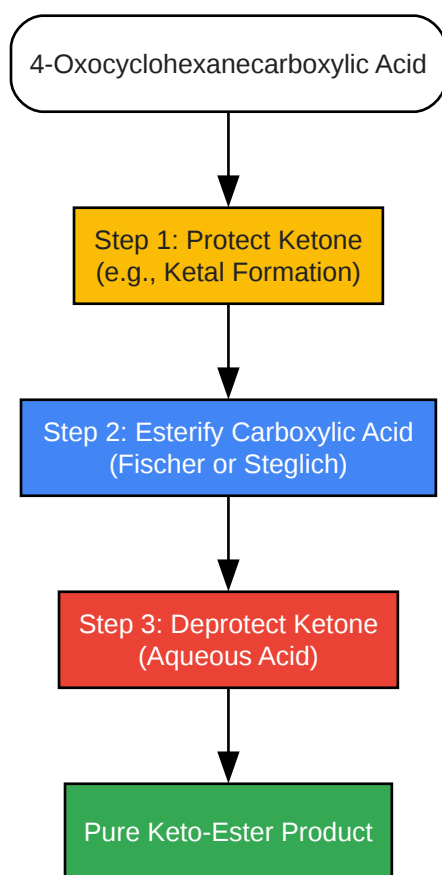 4-Oxocyclohexanecarboxylic Acid
Step 1: Protect Ketone
(e.g., Ketal Formation)
Step 2: Esterify Carboxylic Acid
(Fischer or Steglich)
Step 3: Deprotect Ketone
(Aqueous Acid)
Pure Keto-Ester Product